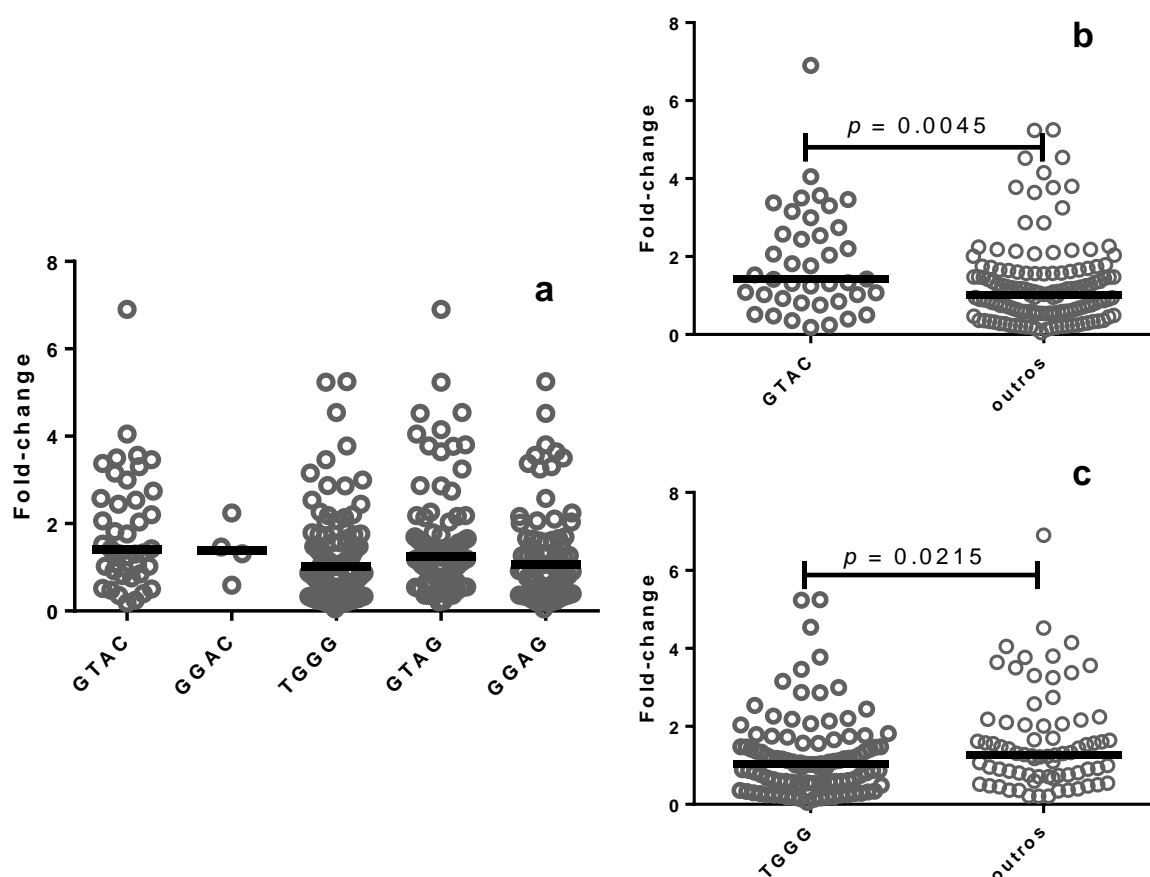 a
Fold-change
8
6
4
2
0
GTAC
GGAC
TGGG
GTAG
GGAG
b
Fold-change
8
6
4
2
0
p = 0.0045
GTAC
outros
c
Fold-change
8
6
4
2
0
p = 0.0215
TGGG
outros